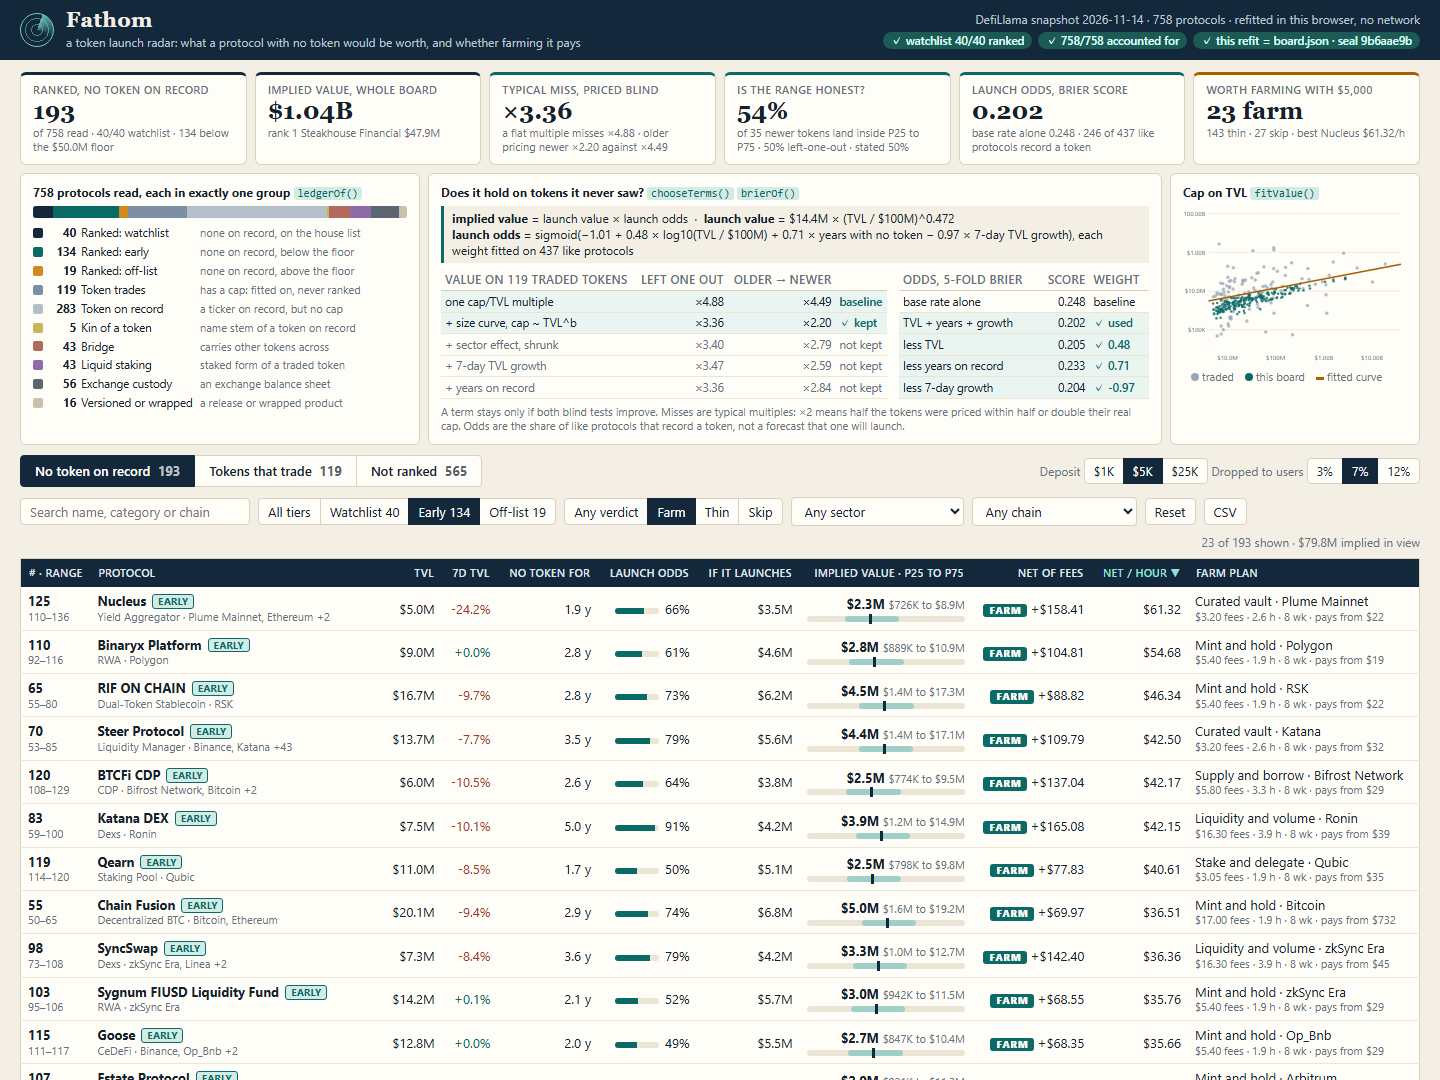 Fathom
a token launch radar: what a protocol with no token would be worth, and whether farming it pays
DefiLlama snapshot 2026-11-14 · 758 protocols · refitted in this browser, no network
✓ watchlist 40/40 ranked ✓ 758/758 accounted for ✓ this refit = board.json · seal 9b6aae9b
RANKED, NO TOKEN ON RECORD
193
of 758 read · 40/40 watchlist · 134 below
the $50.0M floor
IMPLIED VALUE, WHOLE BOARD
$1.04B
rank 1 Steakhouse Financial $47.9M
TYPICAL MISS, PRICED BLIND
×3.36
a flat multiple misses ×4.88 · older
pricing newer ×2.20 against ×4.49
IS THE RANGE HONEST?
54%
of 35 newer tokens land inside P25 to
P75 · 50% left-one-out · stated 50%
LAUNCH ODDS, BRIER SCORE
0.202
base rate alone 0.248 · 246 of 437 like
protocols record a token
WORTH FARMING WITH $5,000
23 farm
143 thin · 27 skip · best Nucleus $61.32/h
758 protocols read, each in exactly one group ledgerOf()
40 Ranked: watchlist none on record, on the house list
134 Ranked: early none on record, below the floor
19 Ranked: off-list none on record, above the floor
119 Token trades has a cap: fitted on, never ranked
283 Token on record a ticker on record, but no cap
5 Kin of a token name stem of a token on record
43 Bridge carries other tokens across
43 Liquid staking staked form of a traded token
56 Exchange custody an exchange balance sheet
16 Versioned or wrapped a release or wrapped product
Does it hold on tokens it never saw? chooseTerms() brierOf()
implied value = launch value × launch odds · launch value = $14.4M × (TVL / $100M)^0.472
launch odds = sigmoid(−1.01 + 0.48 × log10(TVL / $100M) + 0.71 × years with no token − 0.97 × 7-day TVL growth), each
weight fitted on 437 like protocols
VALUE ON 119 TRADED TOKENS LEFT ONE OUT OLDER → NEWER
one cap/TVL multiple ×4.88 ×4.49 baseline
+ size curve, cap ~ TVL^b ×3.36 ×2.20 ✓ kept
+ sector effect, shrunk ×3.40 ×2.79 not kept
+ 7-day TVL growth ×3.47 ×2.59 not kept
+ years on record ×3.36 ×2.84 not kept
ODDS, 5-FOLD BRIER SCORE WEIGHT
base rate alone 0.248 baseline
TVL + years + growth 0.202 ✓ used
less TVL 0.205 ✓ 0.48
less years on record 0.233 ✓ 0.71
less 7-day growth 0.204 ✓ -0.97
A term stays only if both blind tests improve. Misses are typical multiples: ×2 means half the tokens were priced within half or double their real
cap. Odds are the share of like protocols that record a token, not a forecast that one will launch.
Cap on TVL fitValue()
$100.0B
$1.00B
$10.0M
$100K
$10.0M $100M $1.00B $10.00B
traded this board fitted curve
No token on record 193 Tokens that trade 119 Not ranked 565
Deposit $1K $5K $25K Dropped to users 3% 7% 12%
Search name, category or chain All tiers Watchlist 40 Early 134 Off-list 19 Any verdict Farm Thin Skip Any sector Any chain Reset CSV
23 of 193 shown · $79.8M implied in view
# · RANGE PROTOCOL TVL 7D TVL NO TOKEN FOR LAUNCH ODDS IF IT LAUNCHES IMPLIED VALUE · P25 TO P75 NET OF FEES NET / HOUR ▼ FARM PLAN
125 Nucleus EARLY $5.0M -24.2% 1.9 y 66% $3.5M $2.3M $726K to $8.9M FARM +$158.41 $61.32 Curated vault · Plume Mainnet
110–136 Yield Aggregator · Plume Mainnet, Ethereum +2 $3.20 fees · 2.6 h · 8 wk · pays from $22
110 Binaryx Platform EARLY $9.0M +0.0% 2.8 y 61% $4.6M $2.8M $889K to $10.9M FARM +$104.81 $54.68 Mint and hold · Polygon
92–116 RWA · Polygon $5.40 fees · 1.9 h · 8 wk · pays from $19
65 RIF ON CHAIN EARLY $16.7M -9.7% 2.8 y 73% $6.2M $4.5M $1.4M to $17.3M FARM +$88.82 $46.34 Mint and hold · RSK
55–80 Dual-Token Stablecoin · RSK $5.40 fees · 1.9 h · 8 wk · pays from $22
70 Steer Protocol EARLY $13.7M -7.7% 3.5 y 79% $5.6M $4.4M $1.4M to $17.1M FARM +$109.79 $42.50 Curated vault · Katana
53–85 Liquidity Manager · Binance, Katana +43 $3.20 fees · 2.6 h · 8 wk · pays from $32
120 BTCFi CDP EARLY $6.0M -10.5% 2.6 y 64% $3.8M $2.5M $774K to $9.5M FARM +$137.04 $42.17 Supply and borrow · Bifrost Network
108–129 CDP · Bifrost Network, Bitcoin +2 $5.80 fees · 3.3 h · 8 wk · pays from $29
83 Katana DEX EARLY $7.5M -10.1% 5.0 y 91% $4.2M $3.9M $1.2M to $14.9M FARM +$165.08 $42.15 Liquidity and volume · Ronin
59–100 Dexs · Ronin $16.30 fees · 3.9 h · 8 wk · pays from $39
119 Qearn EARLY $11.0M -8.5% 1.7 y 50% $5.1M $2.5M $798K to $9.8M FARM +$77.83 $40.61 Stake and delegate · Qubic
114–120 Staking Pool · Qubic $3.05 fees · 1.9 h · 8 wk · pays from $35
55 Chain Fusion EARLY $20.1M -9.4% 2.9 y 74% $6.8M $5.0M $1.6M to $19.2M FARM +$69.97 $36.51 Mint and hold · Bitcoin
50–65 Decentralized BTC · Bitcoin, Ethereum $17.00 fees · 1.9 h · 8 wk · pays from $732
98 SyncSwap EARLY $7.3M -8.4% 3.6 y 79% $4.2M $3.3M $1.0M to $12.7M FARM +$142.40 $36.36 Liquidity and volume · zkSync Era
73–108 Dexs · zkSync Era, Linea +2 $16.30 fees · 3.9 h · 8 wk · pays from $45
103 Sygnum FIUSD Liquidity Fund EARLY $14.2M +0.1% 2.1 y 52% $5.7M $3.0M $942K to $11.5M FARM +$68.55 $35.76 Mint and hold · zkSync Era
95–106 RWA · zkSync Era $5.40 fees · 1.9 h · 8 wk · pays from $29
115 Goose EARLY $12.8M +0.0% 2.0 y 49% $5.5M $2.7M $847K to $10.4M FARM +$68.35 $35.66 Mint and hold · Op_Bnb
111–117 CeDeFi · Binance, Op_Bnb +2 $5.40 fees · 1.9 h · 8 wk · pays from $29
107 Estate Protocol EARLY Mint and hold · Arbitrum